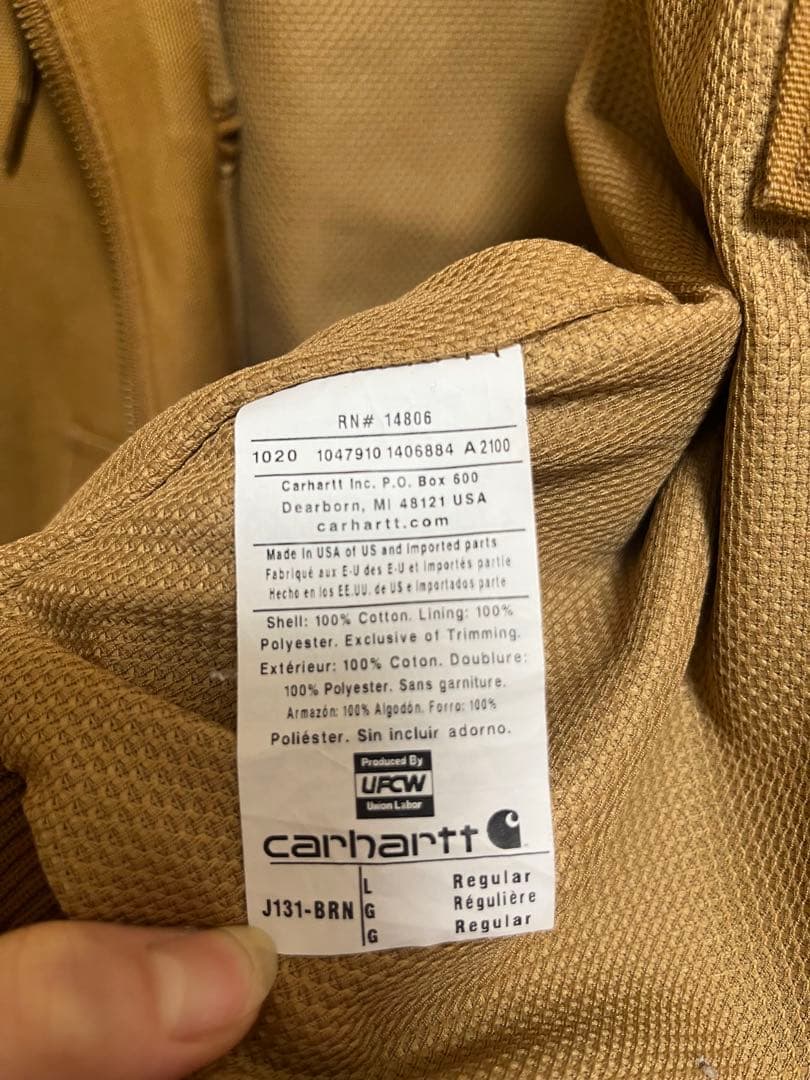 RN# 14806
1020 1047910 1406884 A 2100
Carhartt Inc. P.O. Box 600
Dearborn, MI 48121 USA
carhartt.com
Made In USA of US and imported parts
Fabriqué aux E-U des E-U et importés partie
Hecho en los EE.UU. de US e importados parte
Shell: 100% Cotton. Lining: 100%
Polyester. Exclusive of Trimming.
Extérieur: 100% Coton. Doublure:
100% Polyester. Sans garniture.
Armazón: 100% Algodón. Forro: 100%
Poliéster. Sin incluir adorno.
Produced By
UFCW
Union Labor
carhartt
J131-BRN L Regular
G Régulière
G Regular